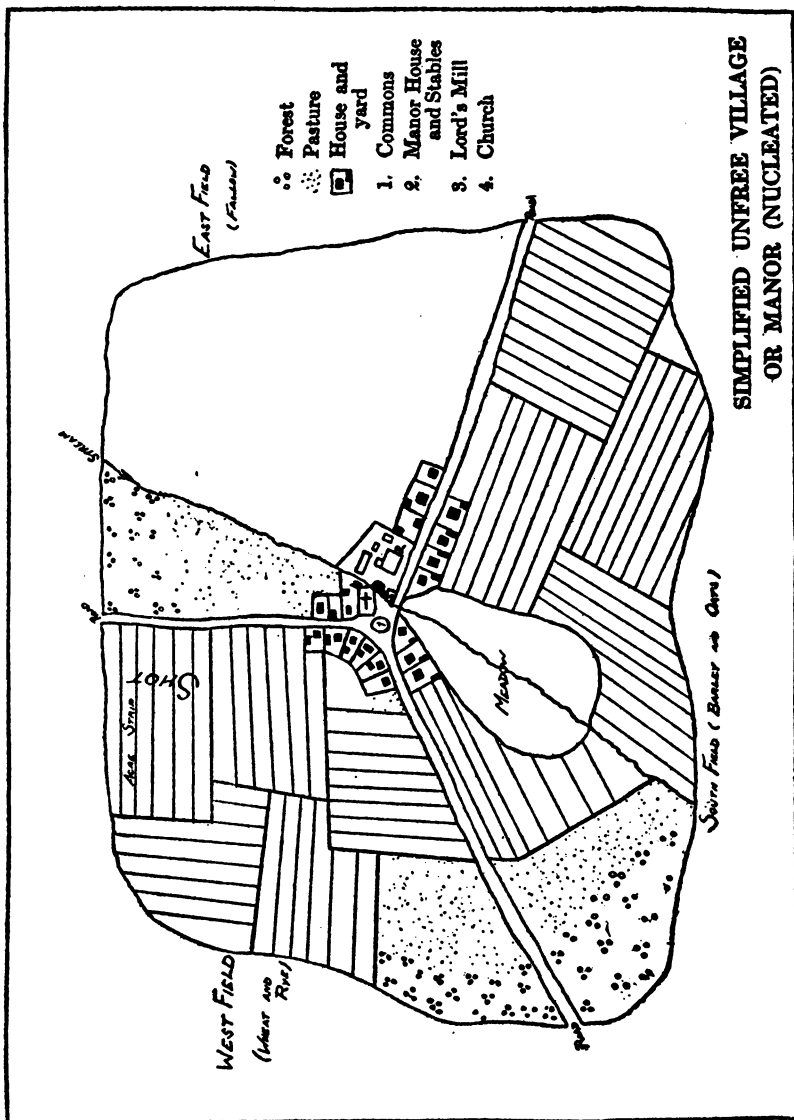 EAST FIELD
(FALLOW)
Forest
Pasture
House and
yard
1. Commons
2. Manor House
and Stables
3. Lord's Mill
4. Church
STREAM
ROAD
ROAD
ACRE STRIP
SHOT
1
MEADOW
WEST FIELD
(WHEAT AND
RYE)
ROAD
SOUTH FIELD (BARLEY AND OATS)
SIMPLIFIED UNFREE VILLAGE
OR MANOR (NUCLEATED)